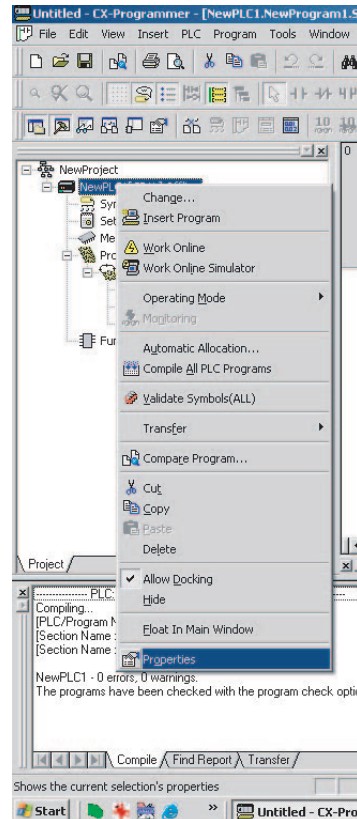 Untitled - CX-Programmer - [NewPLC1.NewProgram1.S
File Edit View Insert PLC Program Tools Window
0
NewProject
Change...
Insert Program
Work Online
Work Online Simulator
Operating Mode
Monitoring
Automatic Allocation...
Compile All PLC Programs
Validate Symbols(ALL)
Transfer
Compare Program...
Cut
Copy
Paste
Delete
Allow Docking
Hide
Float In Main Window
Properties
Project
Compiling...
[PLC/Program N
[Section Name :
[Section Name :
NewPLC1 - 0 errors, 0 warnings.
The programs have been checked with the program check optio
Compile Find Report Transfer
Shows the current selection's properties
Start » Untitled - CX-Pro